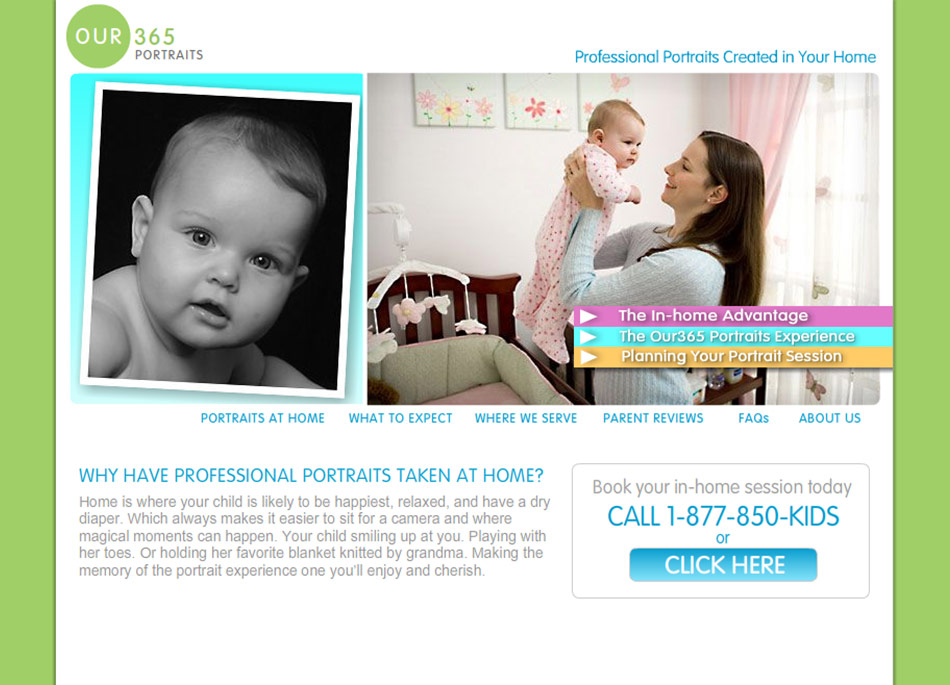 OUR 365
PORTRAITS
Professional Portraits Created in Your Home
The In-home Advantage
The Our365 Portraits Experience
Planning Your Portrait Session
PORTRAITS AT HOME WHAT TO EXPECT WHERE WE SERVE PARENT REVIEWS FAQs ABOUT US
WHY HAVE PROFESSIONAL PORTRAITS TAKEN AT HOME?
Home is where your child is likely to be happiest, relaxed, and have a dry
diaper. Which always makes it easier to sit for a camera and where
magical moments can happen. Your child smiling up at you. Playing with
her toes. Or holding her favorite blanket knitted by grandma. Making the
memory of the portrait experience one you'll enjoy and cherish.
Book your in-home session today
CALL 1-877-850-KIDS
or
CLICK HERE